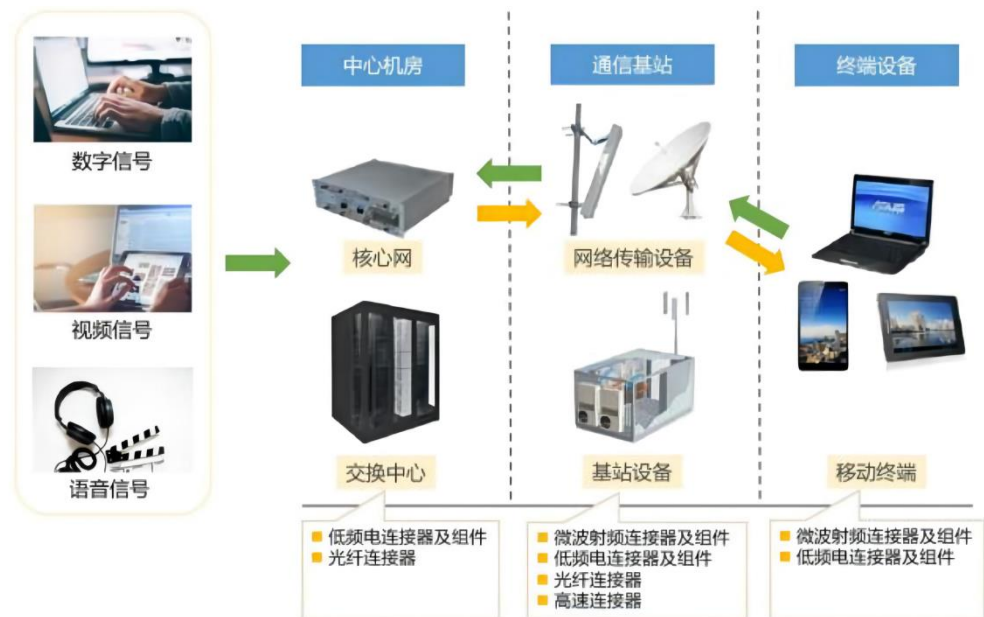 数字信号
视频信号
语音信号
中心机房
通信基站
终端设备
核心网
网络传输设备
交换中心
基站设备
移动终端
低频电连接器及组件
光纤连接器
微波射频连接器及组件
低频电连接器及组件
光纤连接器
高速连接器
微波射频连接器及组件
低频电连接器及组件